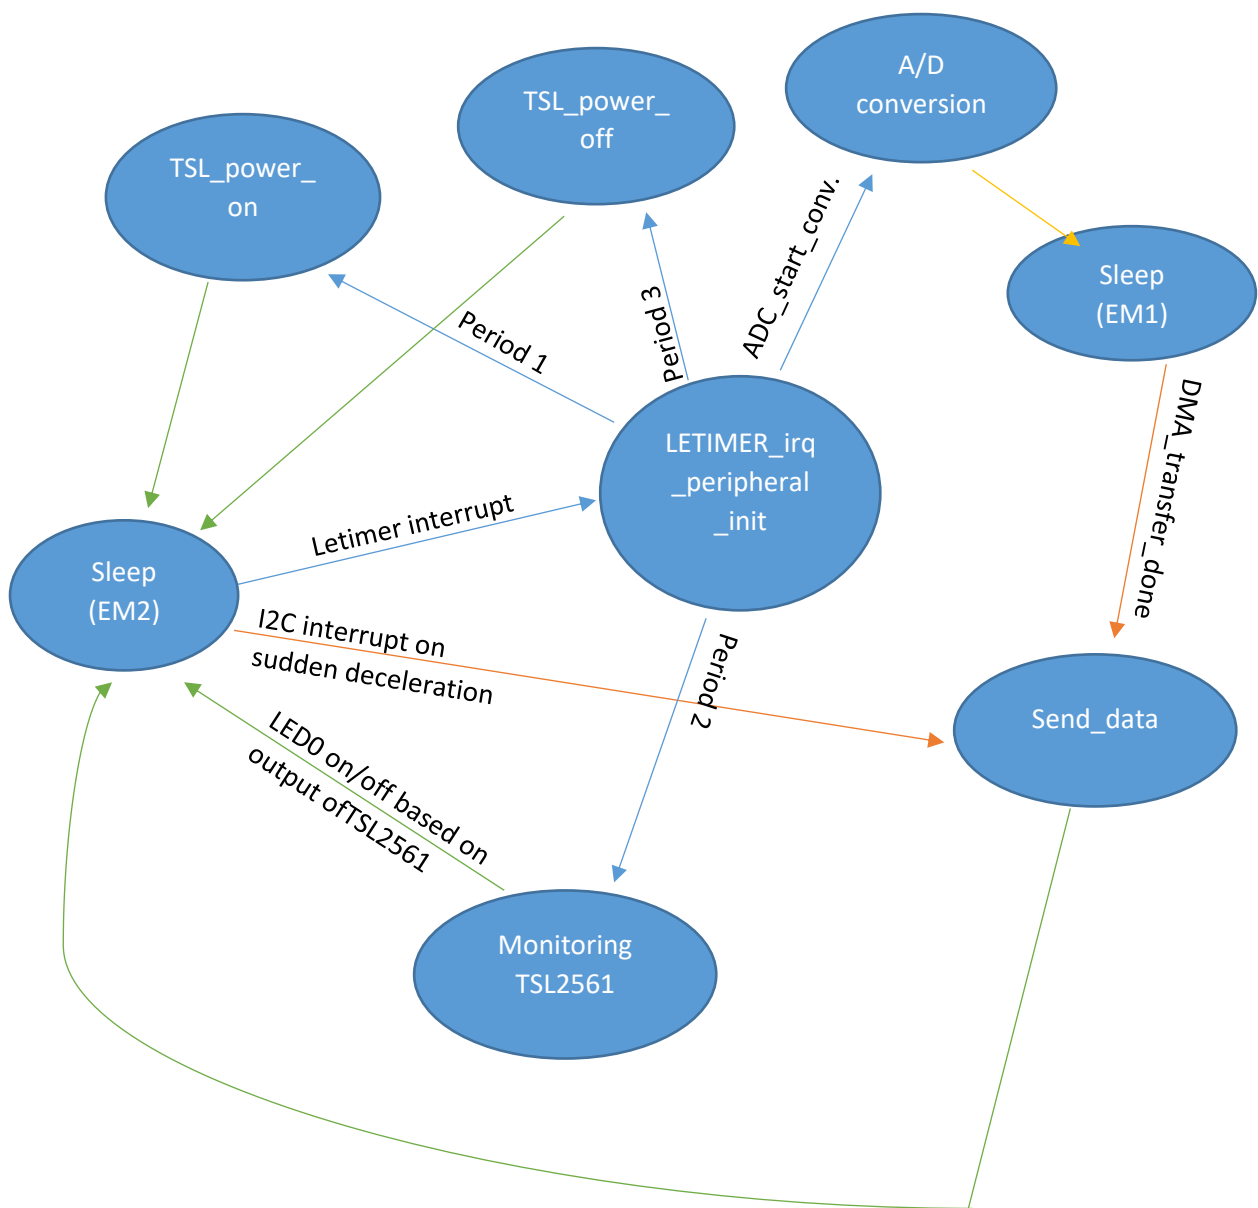 A/D
conversion
TSL_power_
off
TSL_power_
on
ADC_start_conv.
Sleep
(EM1)
Period 3
Period 1
DMA_transfer_done
LETIMER_irq
_peripheral
_init
Letimer interrupt
Sleep
(EM2)
I2C interrupt on
sudden deceleration
Period 2
Send_data
LED0 on/off based on
output ofTSL2561
Monitoring
TSL2561